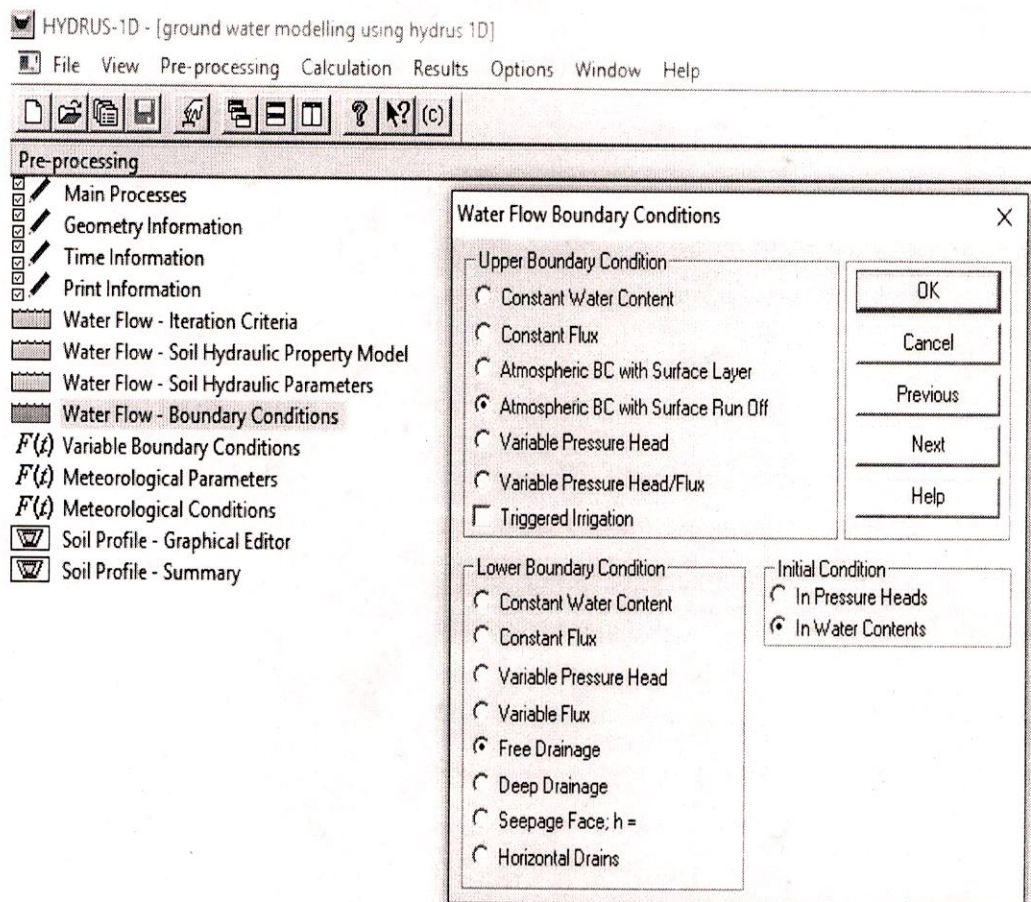 HYDRUS-1D - [ground water modelling using hydrus 1D]
File View Pre-processing Calculation Results Options Window Help
? ? (c)
Pre-processing
Main Processes
Geometry Information
Time Information
Print Information
Water Flow - Iteration Criteria
Water Flow - Soil Hydraulic Property Model
Water Flow - Soil Hydraulic Parameters
Water Flow - Boundary Conditions
F(t) Variable Boundary Conditions
F(t) Meteorological Parameters
F(t) Meteorological Conditions
Soil Profile - Graphical Editor
Soil Profile - Summary
Water Flow Boundary Conditions X
Upper Boundary Condition
Constant Water Content
Constant Flux
Atmospheric BC with Surface Layer
Atmospheric BC with Surface Run Off
Variable Pressure Head
Variable Pressure Head/Flux
Triggered Irrigation
OK
Cancel
Previous
Next
Help
Lower Boundary Condition
Constant Water Content
Constant Flux
Variable Pressure Head
Variable Flux
Free Drainage
Deep Drainage
Seepage Face; h =
Horizontal Drains
Initial Condition
In Pressure Heads
In Water Contents